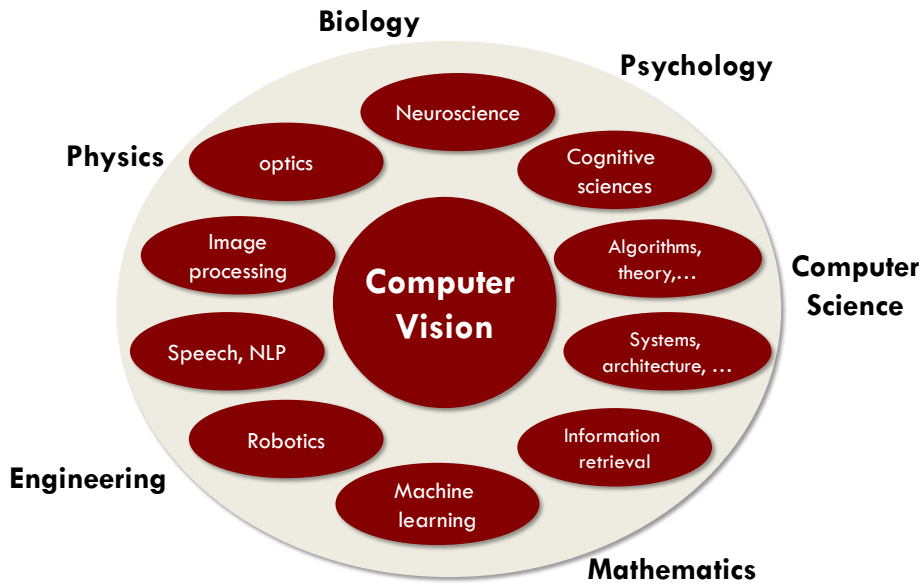 Biology
Psychology
Neuroscience
Physics
optics
Cognitive
sciences
Image
processing
Algorithms,
theory,...
Computer
Vision
Computer
Science
Speech, NLP
Systems,
architecture, ...
Robotics
Information
retrieval
Engineering
Machine
learning
Mathematics